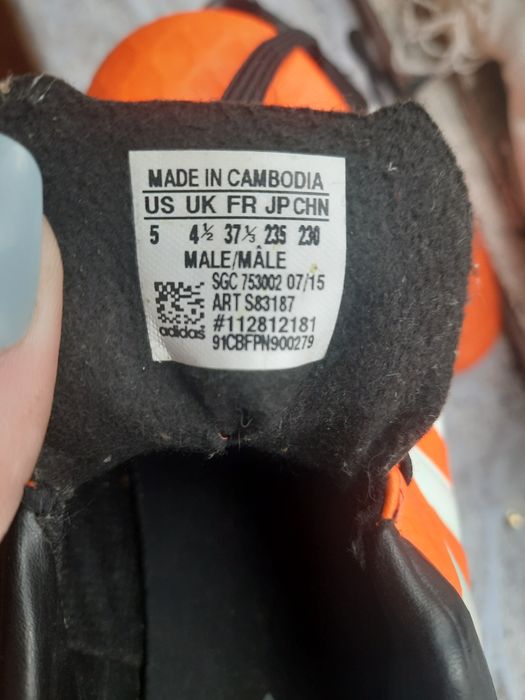 MADE IN CAMBODIA
US UK FR JP CHN
5 4½ 37⅓ 235 230
MALE/MÂLE
SGC 753002 07/15
ART S83187
#112812181
91CBFPN900279
adidas